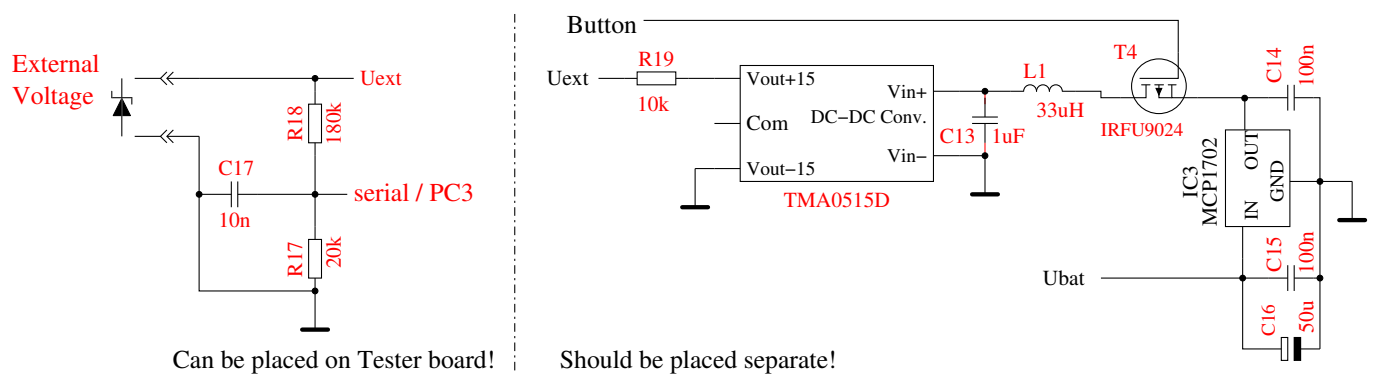 External
Voltage
Uext
R18
180k
C17
10n
serial / PC3
R17
20k
Can be placed on Tester board!
Button
Uext
R19
10k
Vout+15
Com
Vout−15
Vin+
DC−DC Conv.
Vin−
TMA0515D
C13
1uF
L1
33uH
T4
IRFU9024
C14
100n
IC3
MCP1702
OUT
GND
IN
Ubat
C15
100n
C16
50u
Should be placed separate!